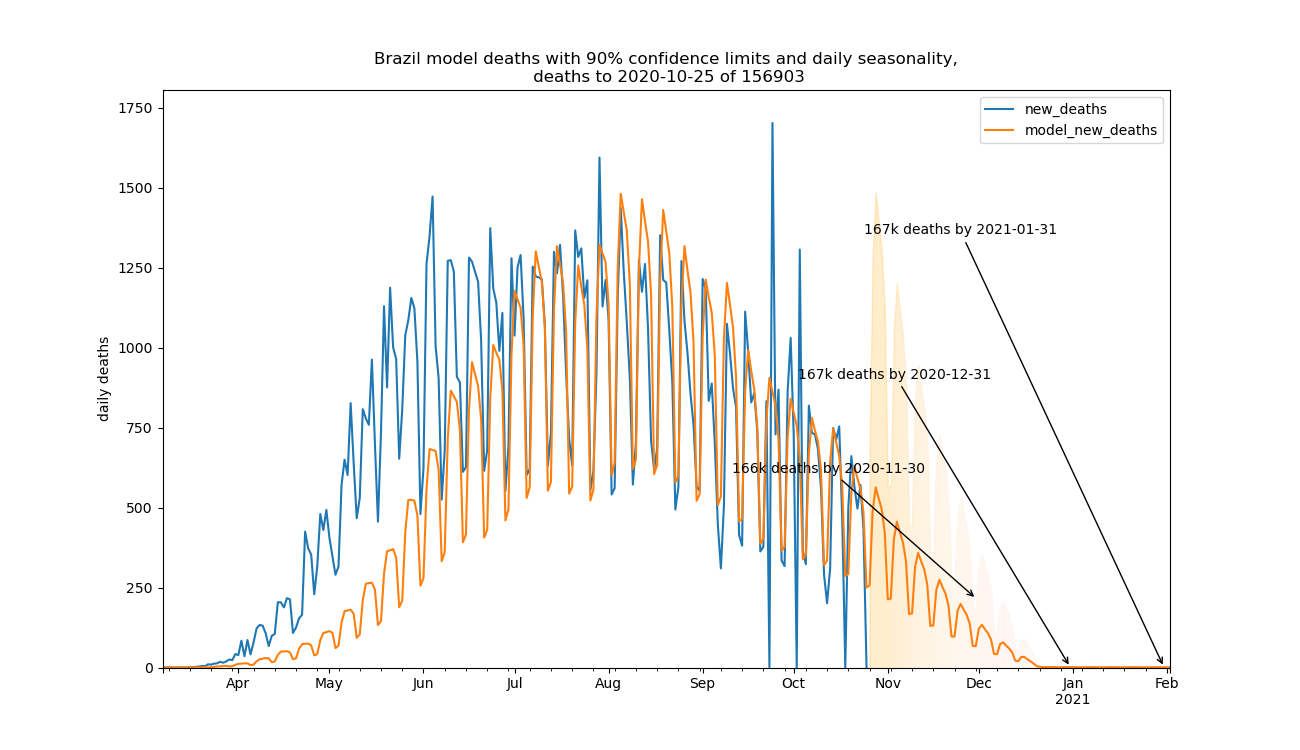 Brazil model deaths with 90% confidence limits and daily seasonality,
deaths to 2020-10-25 of 156903
daily deaths
1750
1500
1250
1000
750
500
250
0
new_deaths
model_new_deaths
167k deaths by 2021-01-31
167k deaths by 2020-12-31
166k deaths by 2020-11-30
Apr May Jun Jul Aug Sep Oct Nov Dec Jan Feb
2021